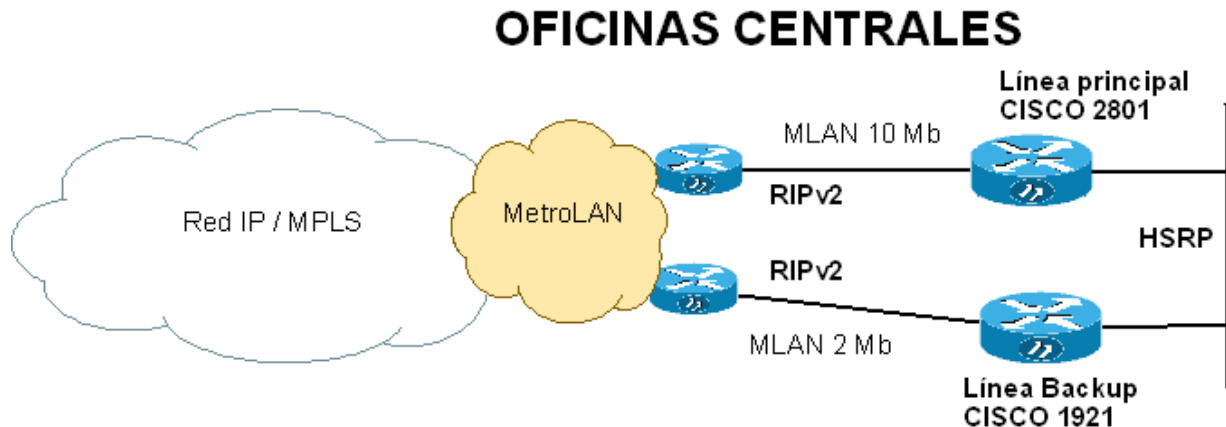 OFICINAS CENTRALES
Línea principal
CISCO 2801
MLAN 10 Mb
RIPv2
Red IP / MPLS
MetroLAN
HSRP
RIPv2
MLAN 2 Mb
Línea Backup
CISCO 1921